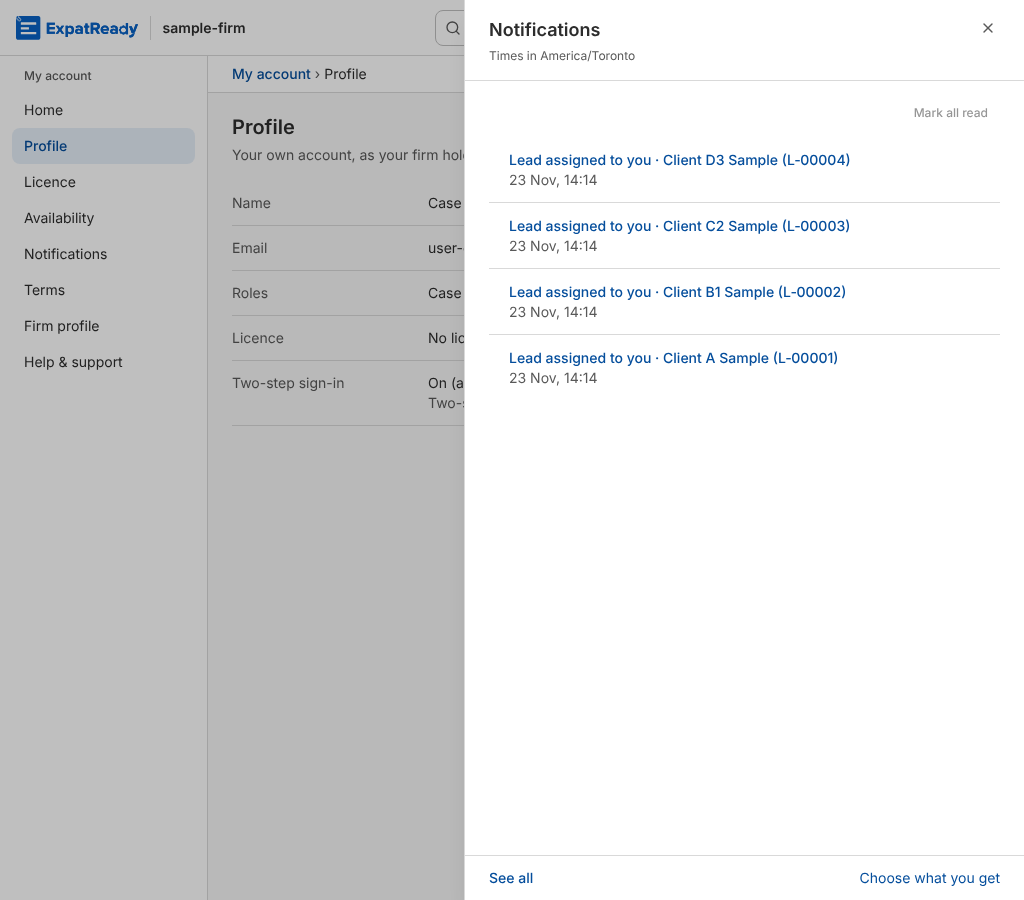 ExpatReady
sample-firm
My account
Home
Profile
Licence
Availability
Notifications
Terms
Firm profile
Help & support
My account › Profile
Profile
Your own account, as your firm
Name
Case
Email
user-
Roles
Case
Licence
No
Two-step sign-in
On
Notifications
Times in America/Toronto
Mark all read
Lead assigned to you · Client D3 Sample (L-00004)
23 Nov, 14:14
Lead assigned to you · Client C2 Sample (L-00003)
23 Nov, 14:14
Lead assigned to you · Client B1 Sample (L-00002)
23 Nov, 14:14
Lead assigned to you · Client A Sample (L-00001)
23 Nov, 14:14
See all
Choose what you get